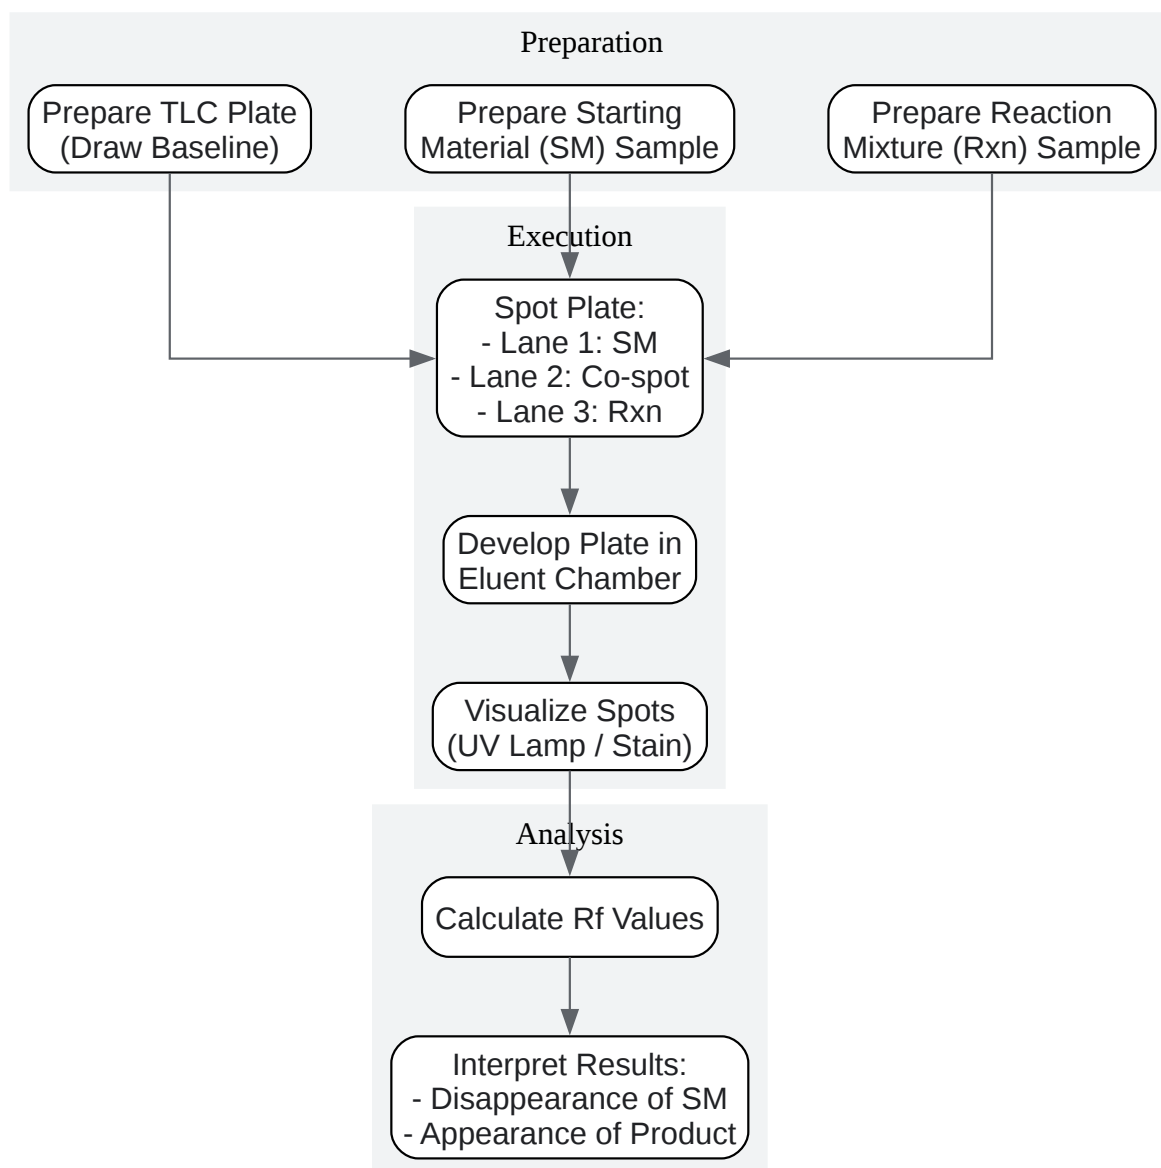 Preparation
Prepare TLC Plate
(Draw Baseline)
Prepare Starting
Material (SM) Sample
Prepare Reaction
Mixture (Rxn) Sample
Execution
Spot Plate:
- Lane 1: SM
- Lane 2: Co-spot
- Lane 3: Rxn
Develop Plate in
Eluent Chamber
Visualize Spots
(UV Lamp / Stain)
Analysis
Calculate Rf Values
Interpret Results:
- Disappearance of SM
- Appearance of Product